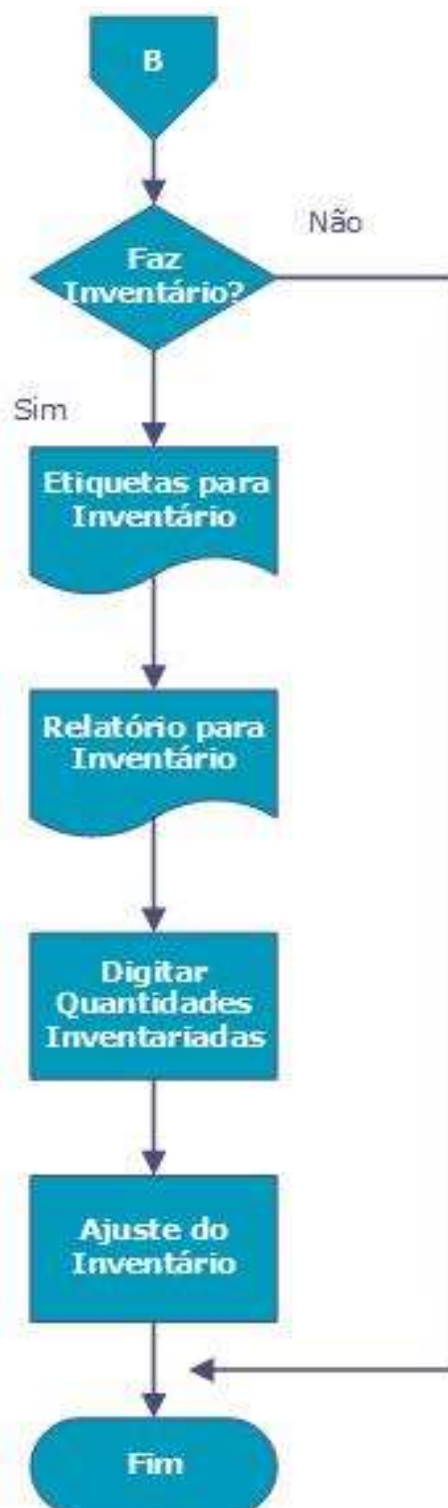 B
Faz
Inventário?
Não
Sim
Etiquetas para
Inventário
Relatório para
Inventário
Digitar
Quantidades
Inventariadas
Ajuste do
Inventário
Fim